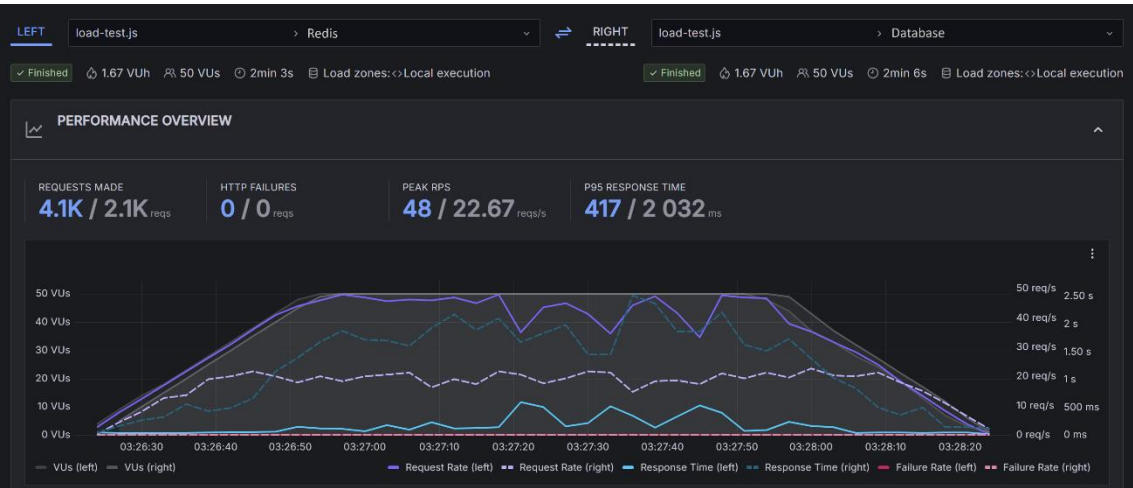 LEFT load-test.js > Redis RIGHT load-test.js > Database
✓ Finished 1.67 VUh 50 VUs 2min 3s Load zones:<>Local execution ✓ Finished 1.67 VUh 50 VUs 2min 6s Load zones:<>Local execution
PERFORMANCE OVERVIEW
REQUESTS MADE HTTP FAILURES PEAK RPS P95 RESPONSE TIME
4.1K / 2.1K reqs 0 / 0 reqs 48 / 22.67 reqs/s 417 / 2 032 ms
50 VUs 50 req/s 2.50 s
40 VUs 40 req/s 2 s
30 VUs 30 req/s 1.50 s
20 VUs 20 req/s 1 s
10 VUs 10 req/s 500 ms
0 VUs 0 req/s 0 ms
03:26:30 03:26:40 03:26:50 03:27:00 03:27:10 03:27:20 03:27:30 03:27:40 03:27:50 03:28:00 03:28:10 03:28:20
VUs (left) VUs (right)
Request Rate (left) Request Rate (right) Response Time (left) Response Time (right) Failure Rate (left) Failure Rate (right)